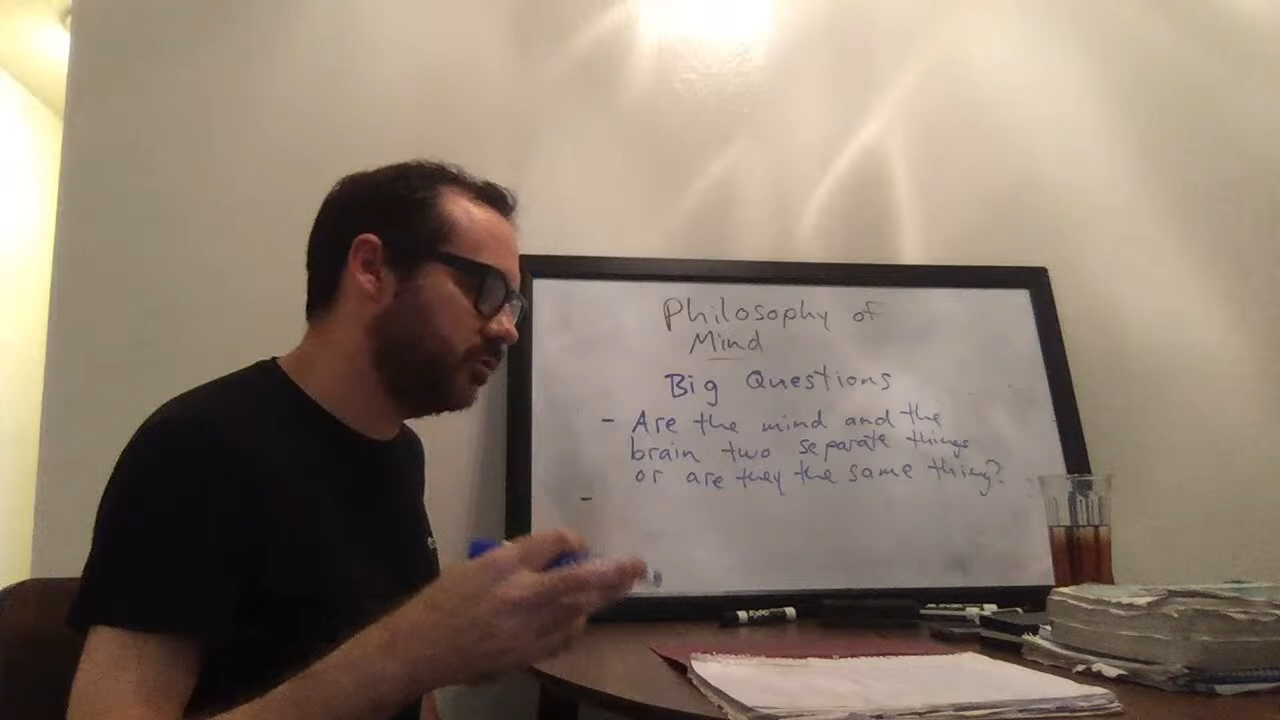 Philosophy of
Mind
Big Questions
- Are the mind and the
brain two separate things
or are they the same thing?
-
EXPO